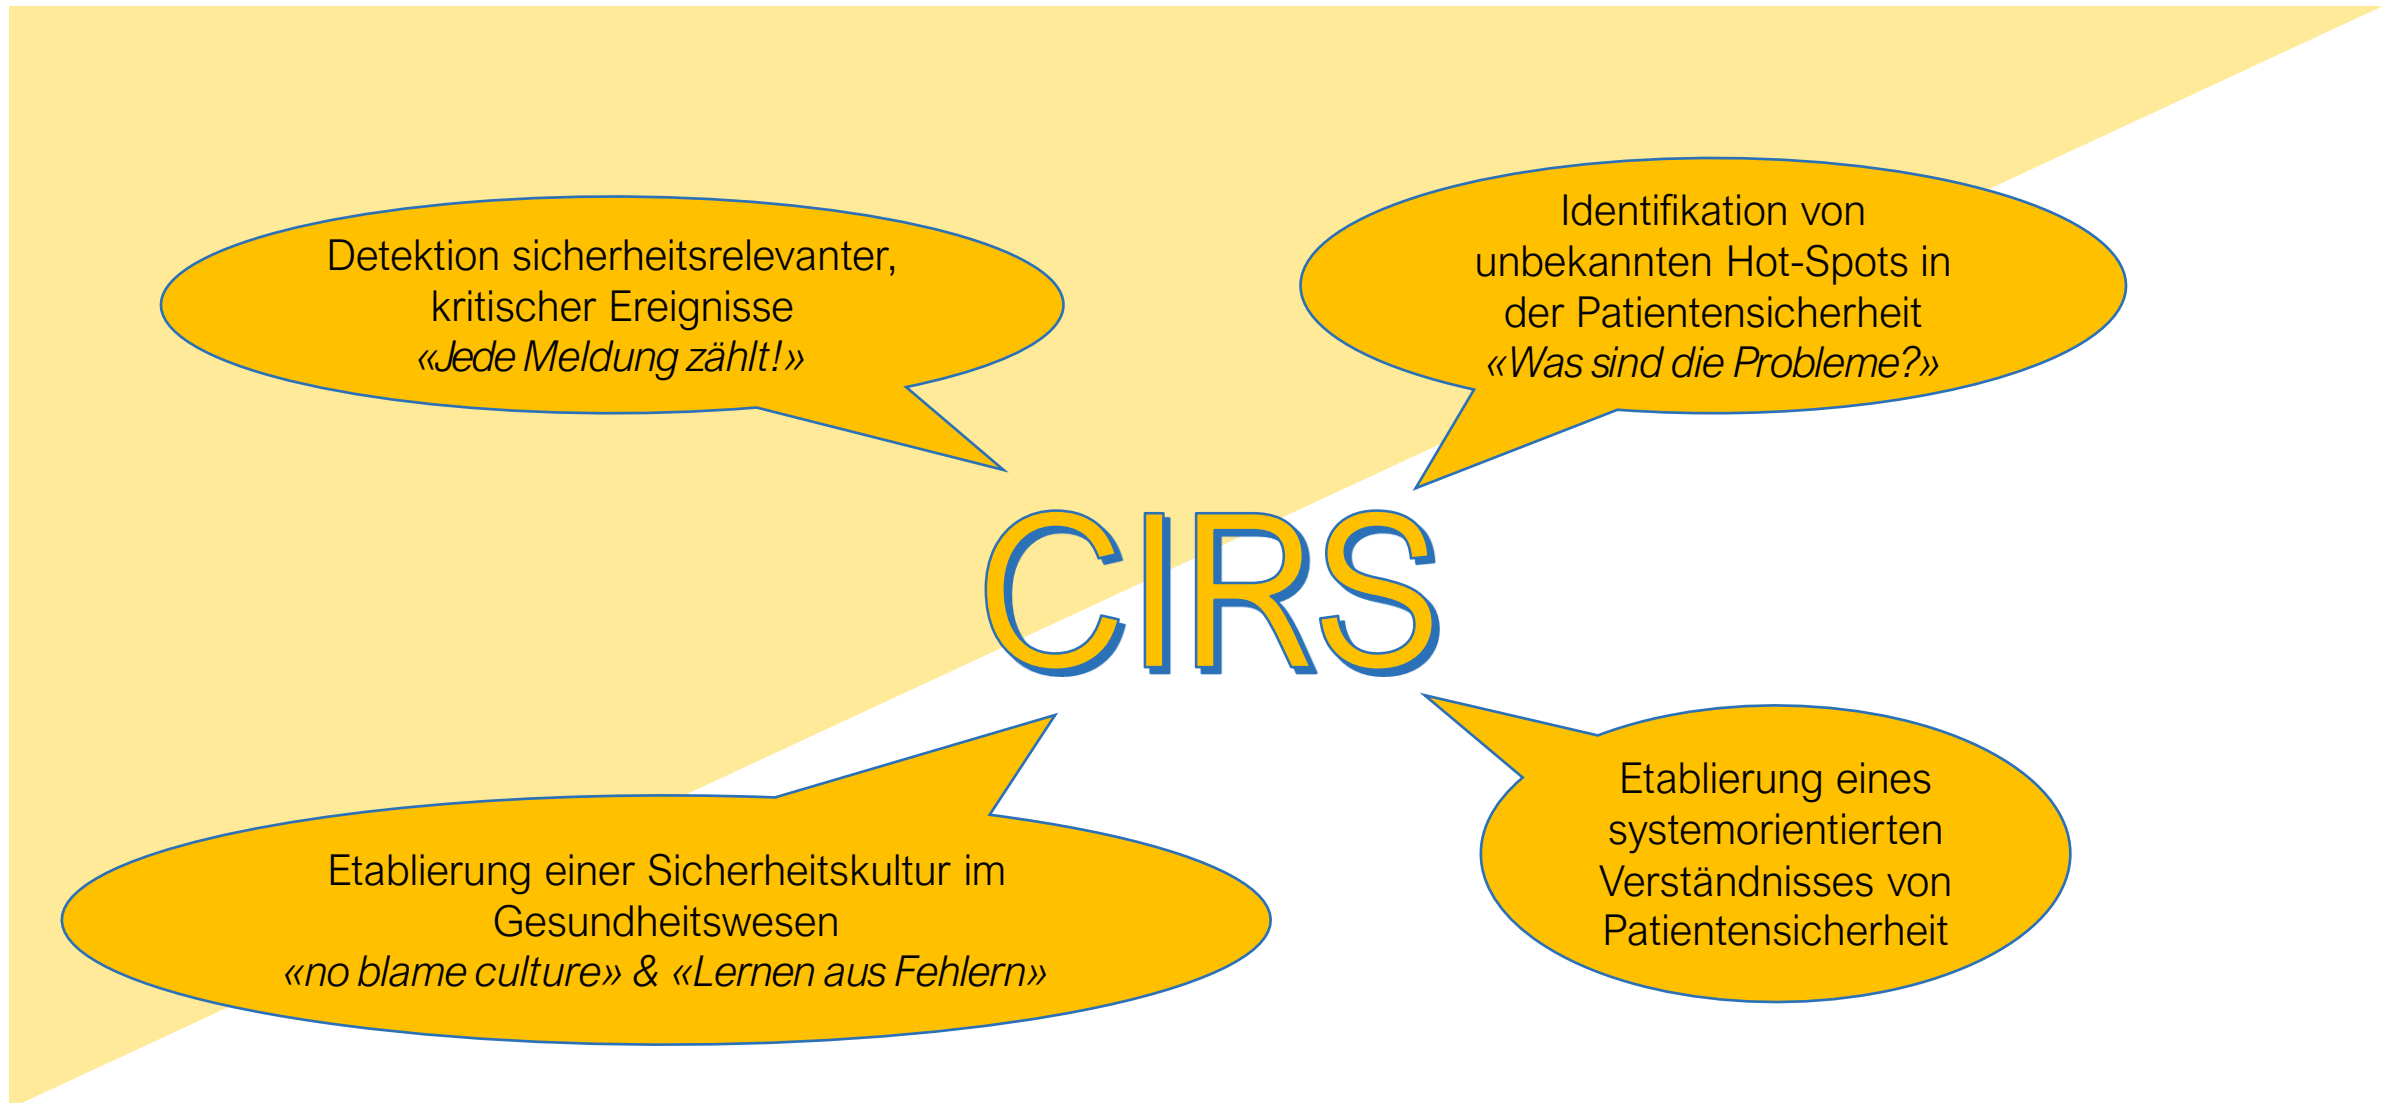 Detektion sicherheitsrelevanter,
kritischer Ereignisse
«Jede Meldung zählt!»
Identifikation von
unbekannten Hot-Spots in
der Patientensicherheit
«Was sind die Probleme?»
CIRS
Etablierung einer Sicherheitskultur im
Gesundheitswesen
«no blame culture» & «Lernen aus Fehlern»
Etablierung eines
systemorientierten
Verständnisses von
Patientensicherheit